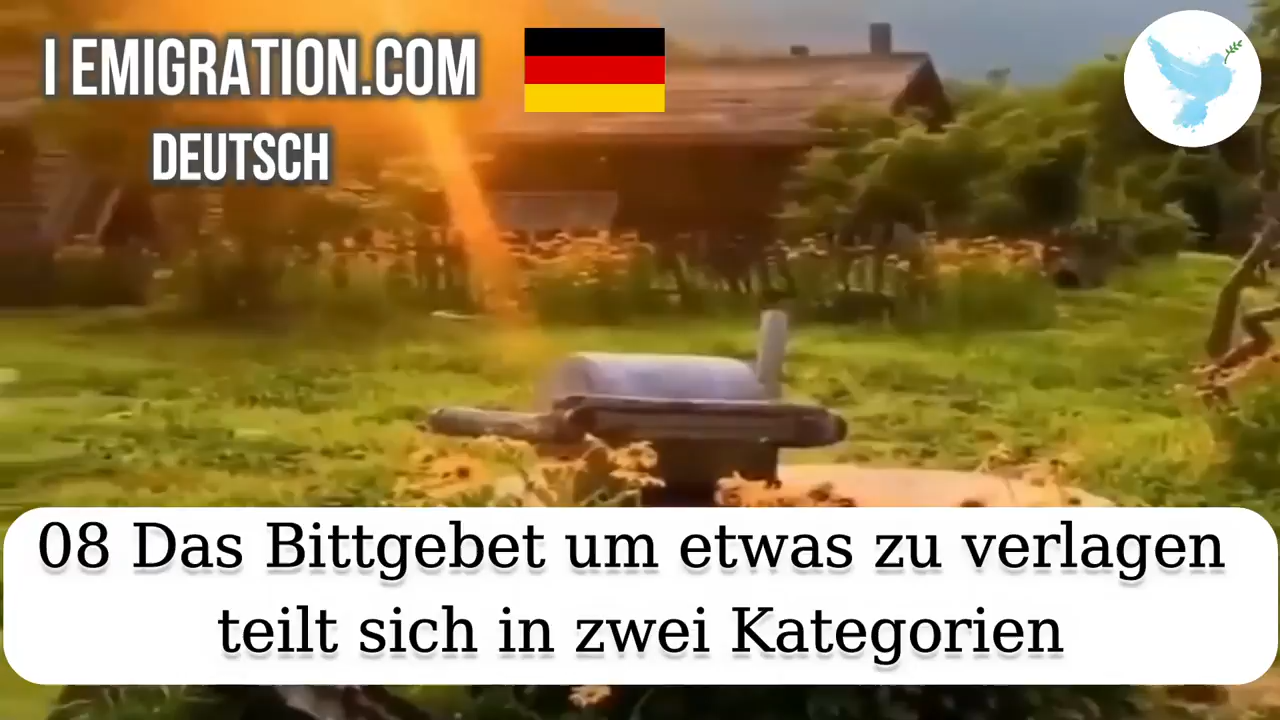 I EMIGRATION.COM
DEUTSCH
08 Das Bittgebet um etwas zu verlagen
teilt sich in zwei Kategorien